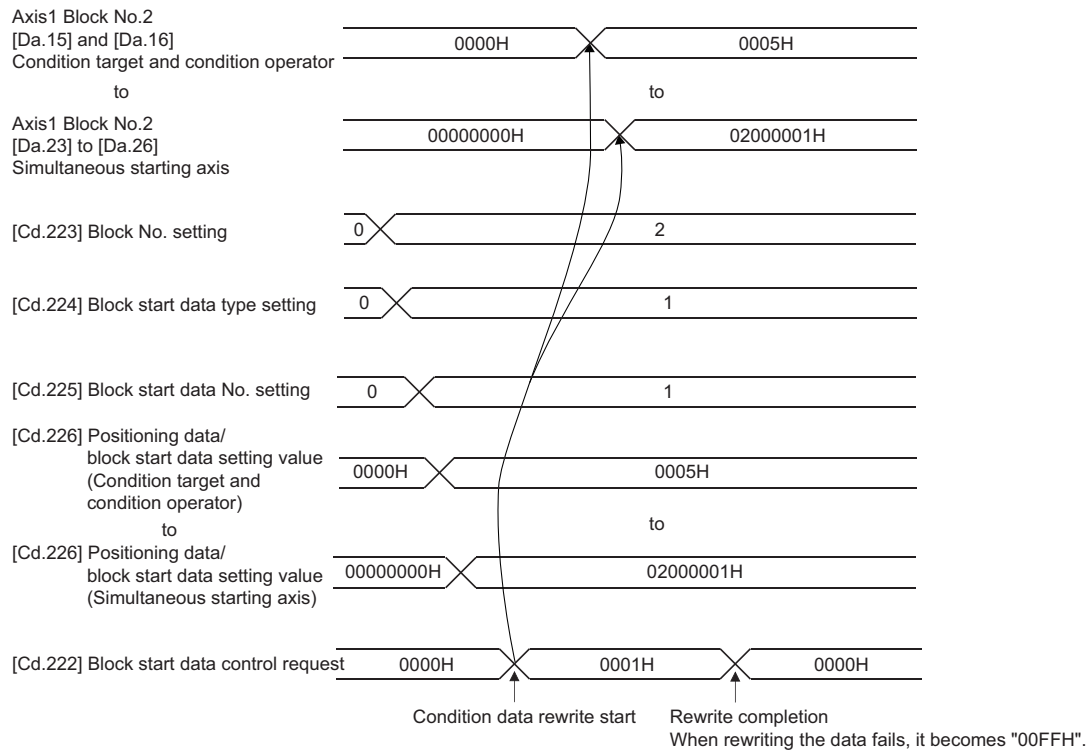 Axis1 Block No.2
[Da.15] and [Da.16]
Condition target and condition operator
0000H
0005H
to
to
Axis1 Block No.2
[Da.23] to [Da.26]
Simultaneous starting axis
00000000H
02000001H
[Cd.223] Block No. setting
0
2
[Cd.224] Block start data type setting
0
1
[Cd.225] Block start data No. setting
0
1
[Cd.226] Positioning data/
block start data setting value
(Condition target and
condition operator)
0000H
0005H
to
to
[Cd.226] Positioning data/
block start data setting value
(Simultaneous starting axis)
00000000H
02000001H
[Cd.222] Block start data control request
0000H
0001H
0000H
Condition data rewrite start
Rewrite completion
When rewriting the data fails, it becomes "00FFH".